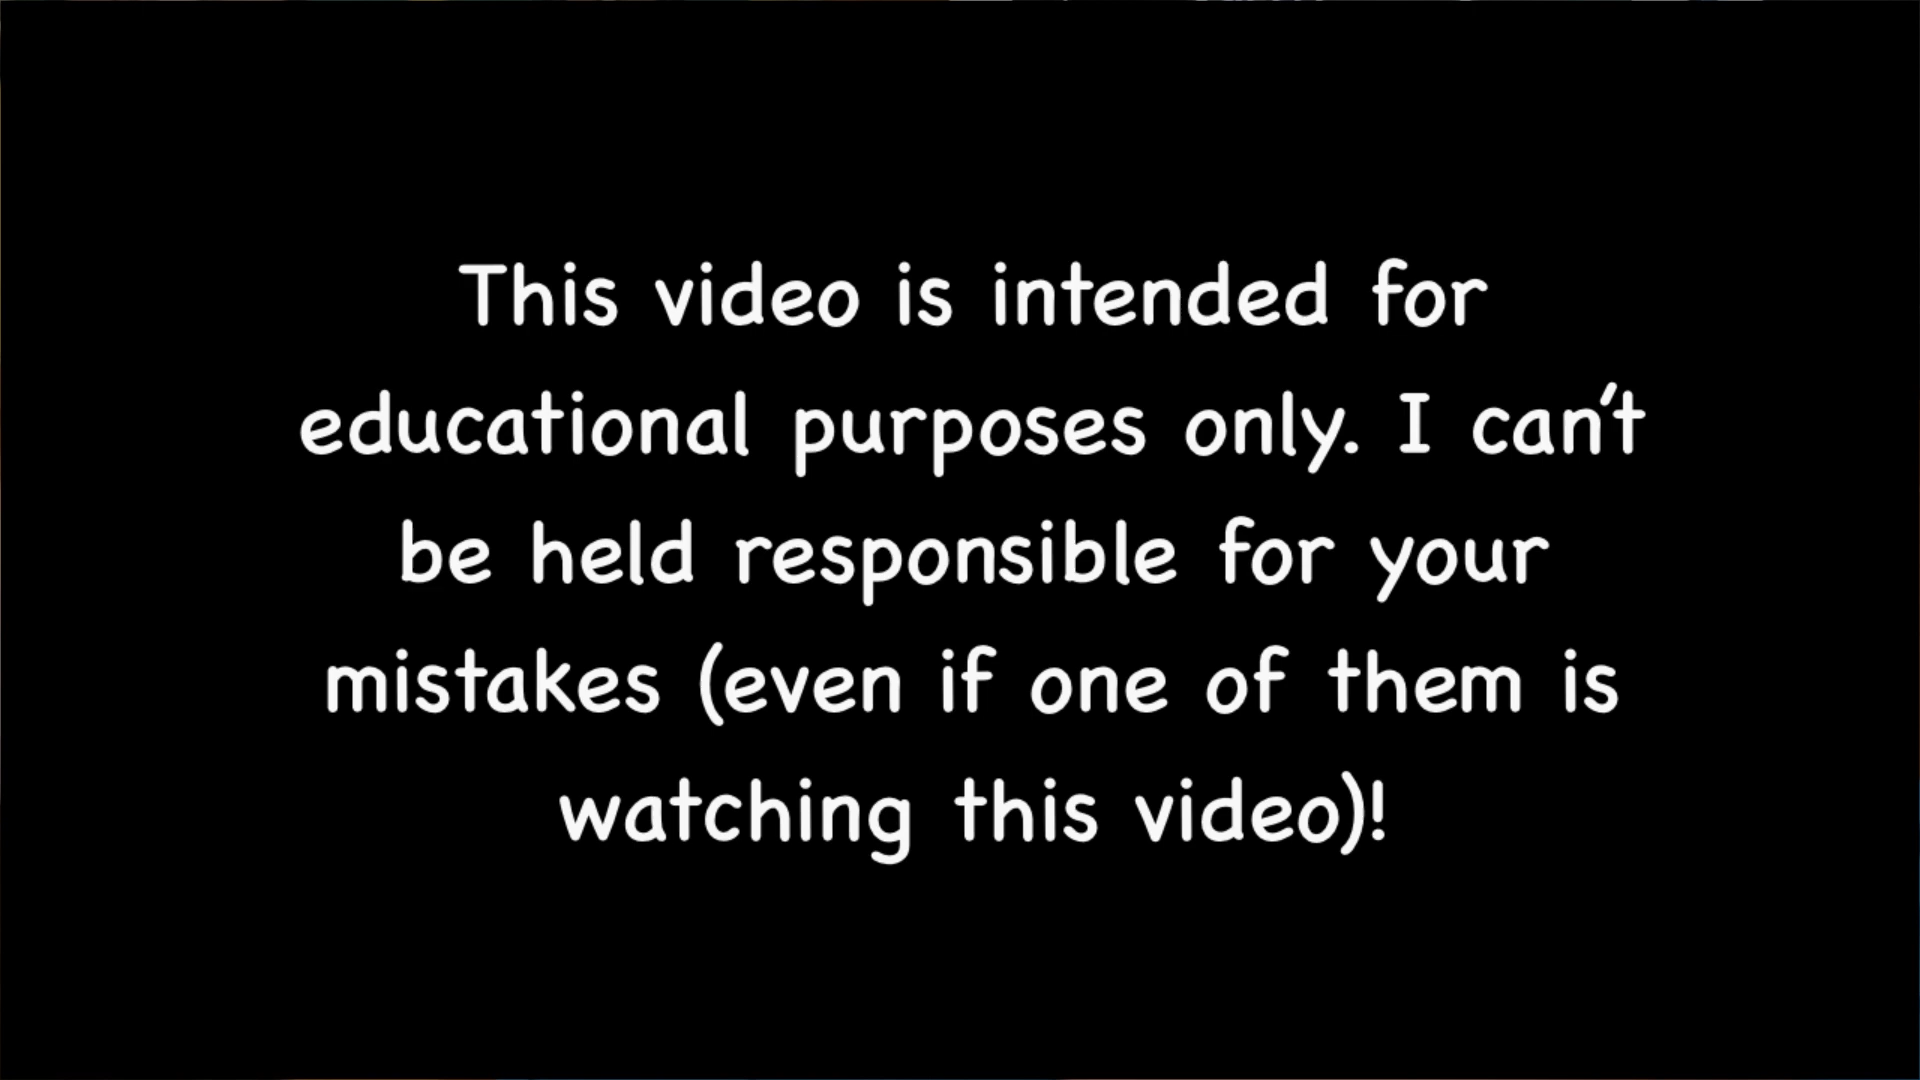 This video is intended for
educational purposes only. I can't
be held responsible for your
mistakes (even if one of them is
watching this video)!